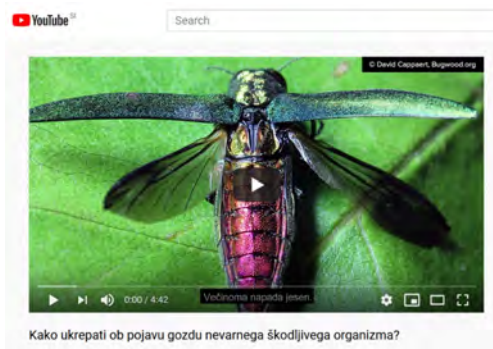 YouTube SI
Search
© David Cappaert, Bugwood.org
Večinoma napada jesen.
0:00 / 4:42
Kako ukrepati ob pojavu gozdu nevarnega škodljivega organizma?